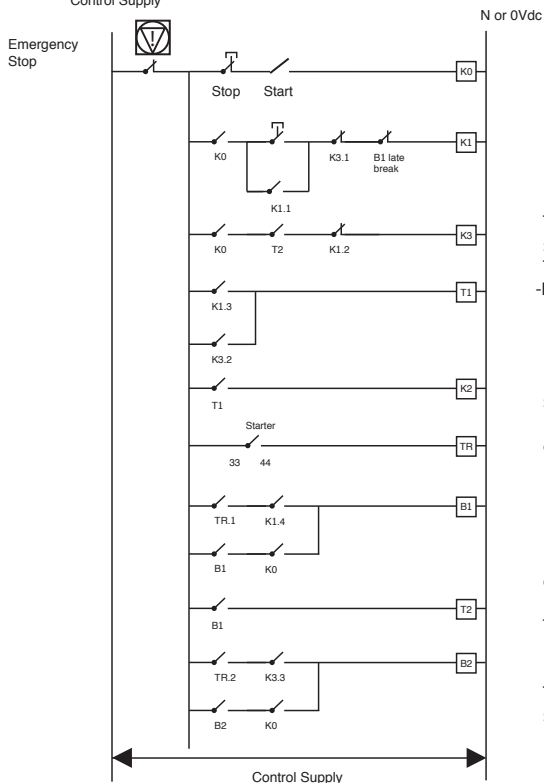 Control Supply
N or 0Vdc
Emergency
Stop
K0
Stop Start
K1
K0 K3.1 B1 late
break
K1.1
K3
K0 T2 K1.2
T1
K1.3
K3.2
K2
T1
Starter
TR
33 44
B1
TR.1 K1.4
B1 K0
T2
B1
B2
TR.2 K3.3
B2 K0
Control Supply